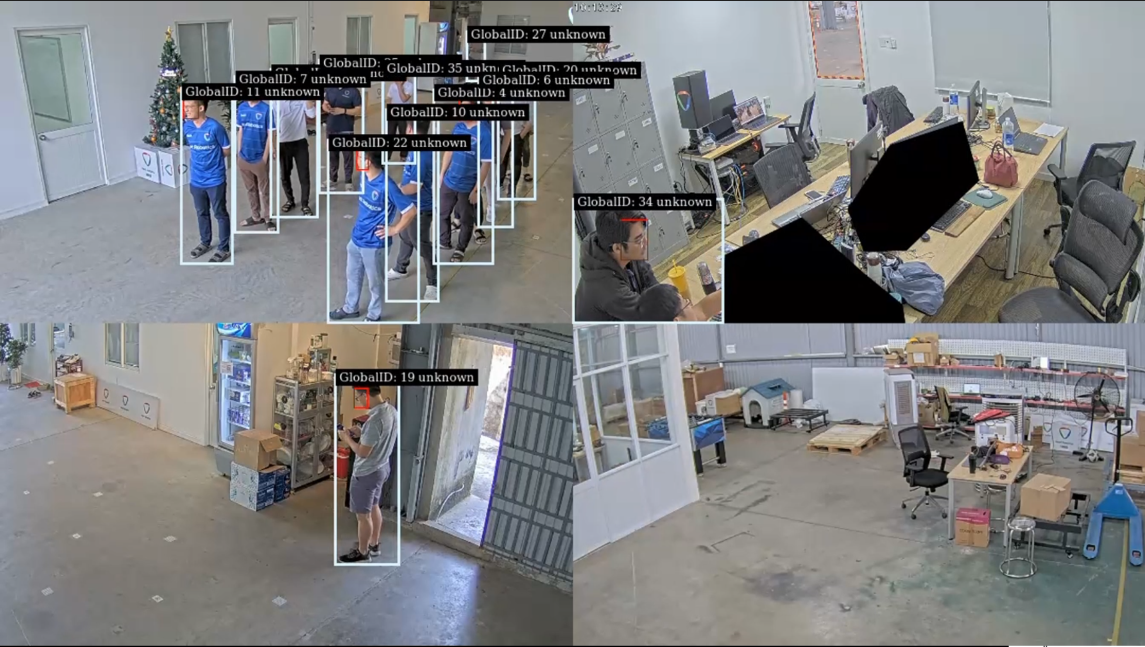 GlobalID: 27 unknown
GlobalID: 35 unkn
GlobalID: 20 unknown
GlobalID: 7 unknown
GlobalID: 6 unknown
GlobalID: 11 unknown
GlobalID: 4 unknown
GlobalID: 10 unknown
GlobalID: 22 unknown
GlobalID: 34 unknown
GlobalID: 19 unknown